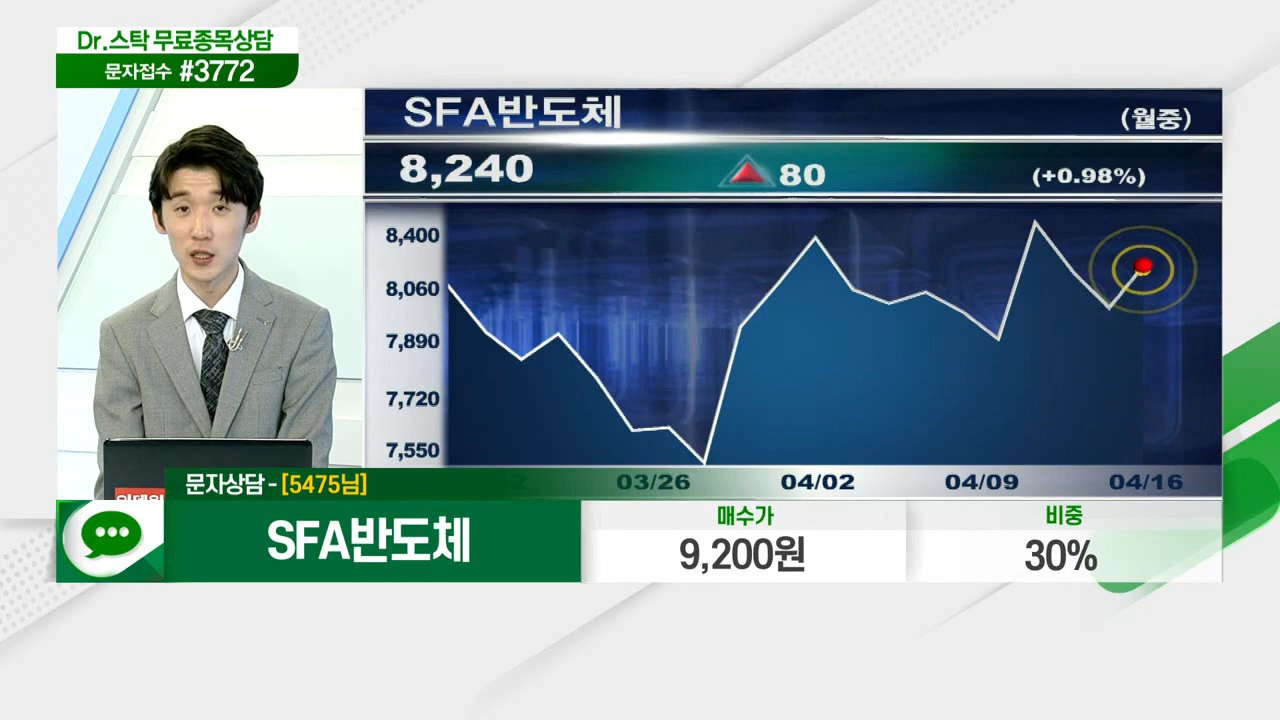 Dr.스탁 무료종목상담
문자접수 #3772
SFA반도체
(월중)
8,240
80
(+0.98%)
8,400
8,060
7,890
7,720
7,550
03/26
04/02
04/09
04/16
문자상담 - [5475님]
SFA반도체
매수가
비중
9,200원
30%